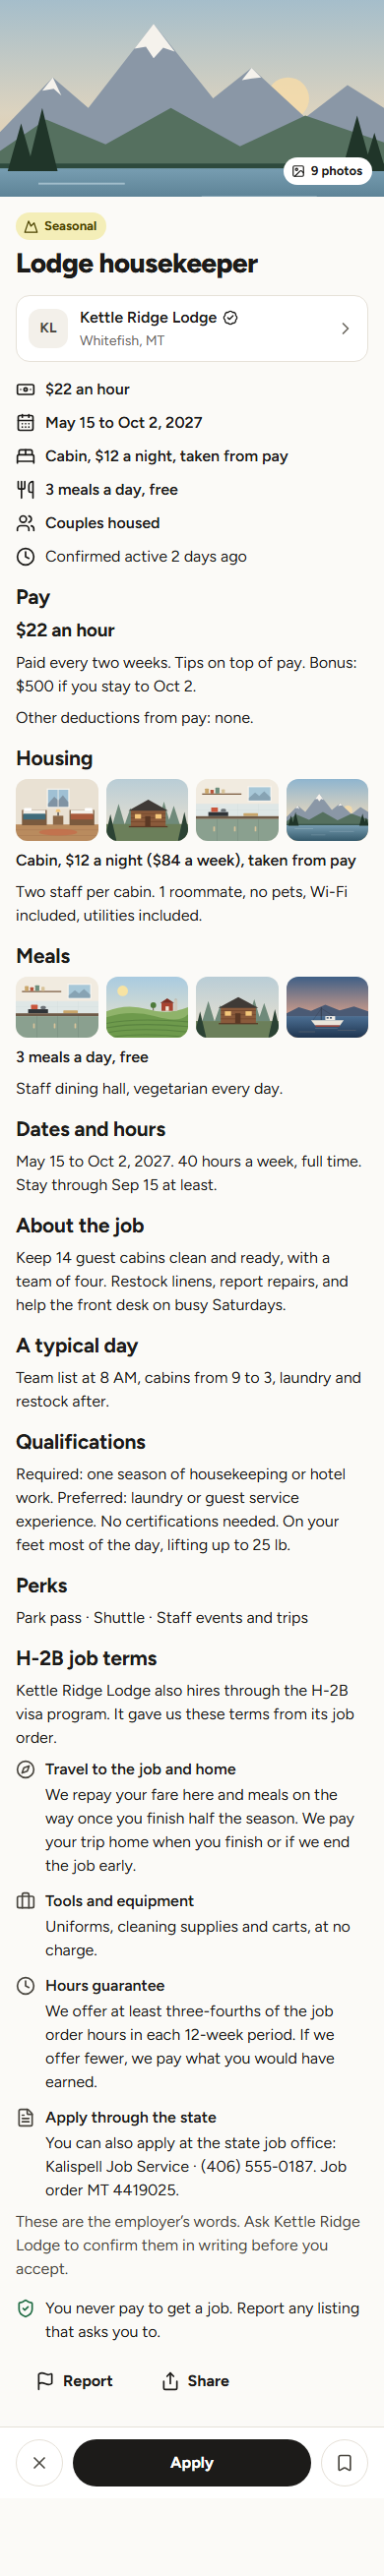 9 photos
Seasonal
Lodge housekeeper
KL
Kettle Ridge Lodge
Whitefish, MT
$22 an hour
May 15 to Oct 2, 2027
Cabin, $12 a night, taken from pay
3 meals a day, free
Couples housed
Confirmed active 2 days ago
Pay
$22 an hour
Paid every two weeks. Tips on top of pay. Bonus:
$500 if you stay to Oct 2.
Other deductions from pay: none.
Housing
Cabin, $12 a night ($84 a week), taken from pay
Two staff per cabin. 1 roommate, no pets, Wi-Fi
included, utilities included.
Meals
3 meals a day, free
Staff dining hall, vegetarian every day.
Dates and hours
May 15 to Oct 2, 2027. 40 hours a week, full time.
Stay through Sep 15 at least.
About the job
Keep 14 guest cabins clean and ready, with a
team of four. Restock linens, report repairs, and
help the front desk on busy Saturdays.
A typical day
Team list at 8 AM, cabins from 9 to 3, laundry and
restock after.
Qualifications
Required: one season of housekeeping or hotel
work. Preferred: laundry or guest service
experience. No certifications needed. On your
feet most of the day, lifting up to 25 lb.
Perks
Park pass · Shuttle · Staff events and trips
H-2B job terms
Kettle Ridge Lodge also hires through the H-2B
visa program. It gave us these terms from its job
order.
Travel to the job and home
We repay your fare here and meals on the
way once you finish half the season. We pay
your trip home when you finish or if we end
the job early.
Tools and equipment
Uniforms, cleaning supplies and carts, at no
charge.
Hours guarantee
We offer at least three-fourths of the job
order hours in each 12-week period. If we
offer fewer, we pay what you would have
earned.
Apply through the state
You can also apply at the state job office:
Kalispell Job Service · (406) 555-0187. Job
order MT 4419025.
These are the employer’s words. Ask Kettle Ridge
Lodge to confirm them in writing before you
accept.
You never pay to get a job. Report any listing
that asks you to.
Report
Share
Apply